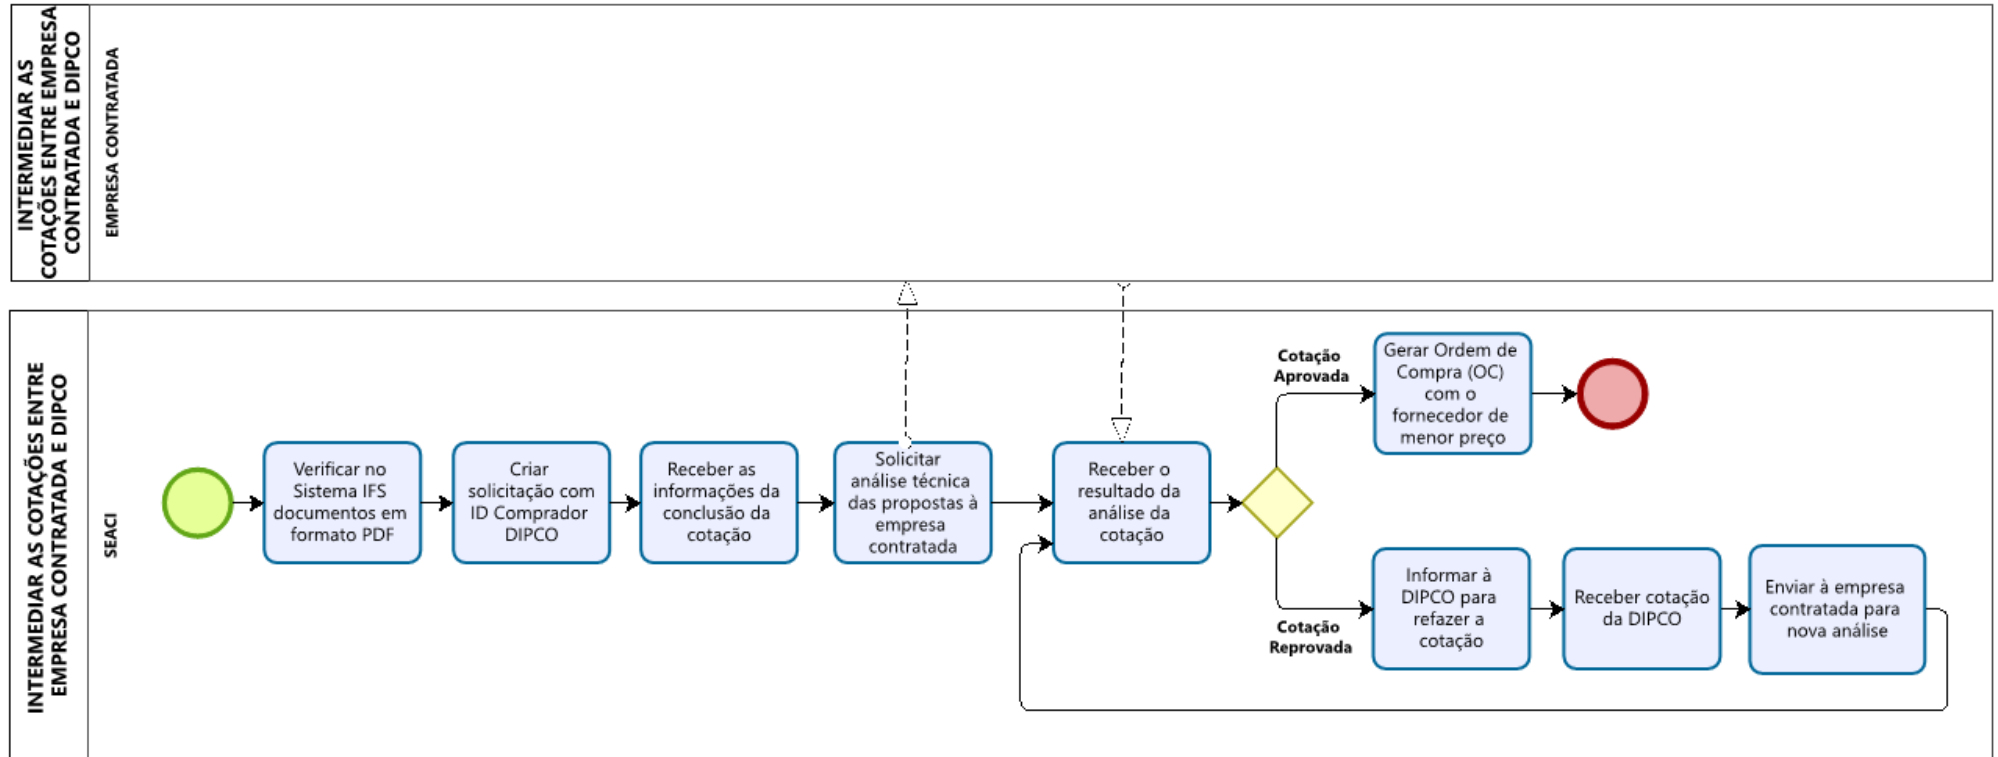 INTERMEDIAR AS
COTAÇÕES ENTRE EMPRESA
CONTRATADA E DIPCO
EMPRESA CONTRATADA
INTERMEDIAR AS COTAÇÕES ENTRE
EMPRESA CONTRATADA E DIPCO
SEACI
Verificar no
Sistema IFS
documentos em
formato PDF
Criar
solicitação com
ID Comprador
DIPCO
Receber as
informações da
conclusão da
cotação
Solicitar
análise técnica
das propostas à
empresa
contratada
Receber o
resultado da
análise da
cotação
Cotação
Aprovada
Gerar Ordem de
Compra (OC)
com o
fornecedor de
menor preço
Cotação
Reprovada
Informar à
DIPCO para
refazer a
cotação
Receber cotação
da DIPCO
Enviar à empresa
contratada para
nova análise